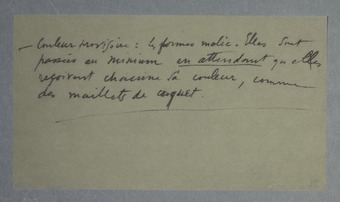 — Couleur provisoire : les formes malic. Elles sont
passées au minium en attendant qu'elles
reçoivent chacune sa couleur, comme
des maillets de croquet.